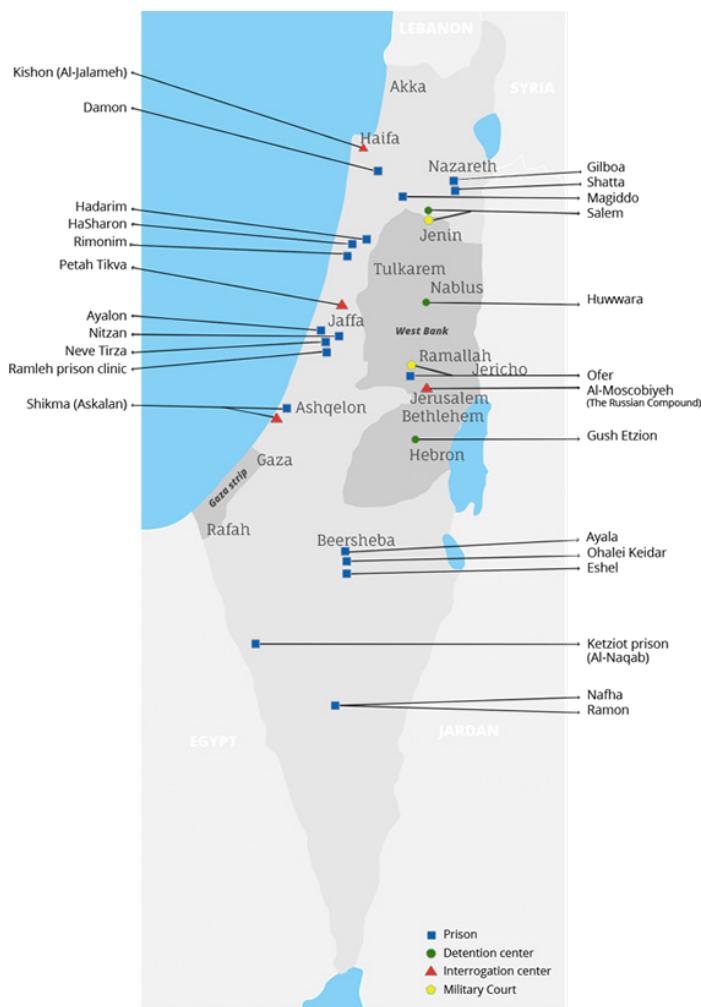 LEBANON
Kishon (Al-Jalameh)
SYRIA
Akka
Damon
Haifa
Nazareth
Gilboa
Shatta
Magiddo
Salem
Hadarim
HaSharon
Rimonim
Petah Tikva
Jenin
Tulkarem
Nablus
Huwwara
Ayalon
Nitzan
Neve Tirza
Ramleh prison clinic
Jaffa
West Bank
Ramallah
Jericho
Ofer
Al-Moscobiyeh
(The Russian Compound)
Jerusalem
Bethlehem
Shikma (Askalan)
Ashqelon
Gush Etzion
Hebron
Gaza
Gaza strip
Rafah
Beersheba
Ayala
Ohalei Keidar
Eshel
Ketziot prison
(Al-Naqab)
Nafha
Ramon
EGYPT
JARDAN
Prison
Detention center
Interrogation center
Military Court